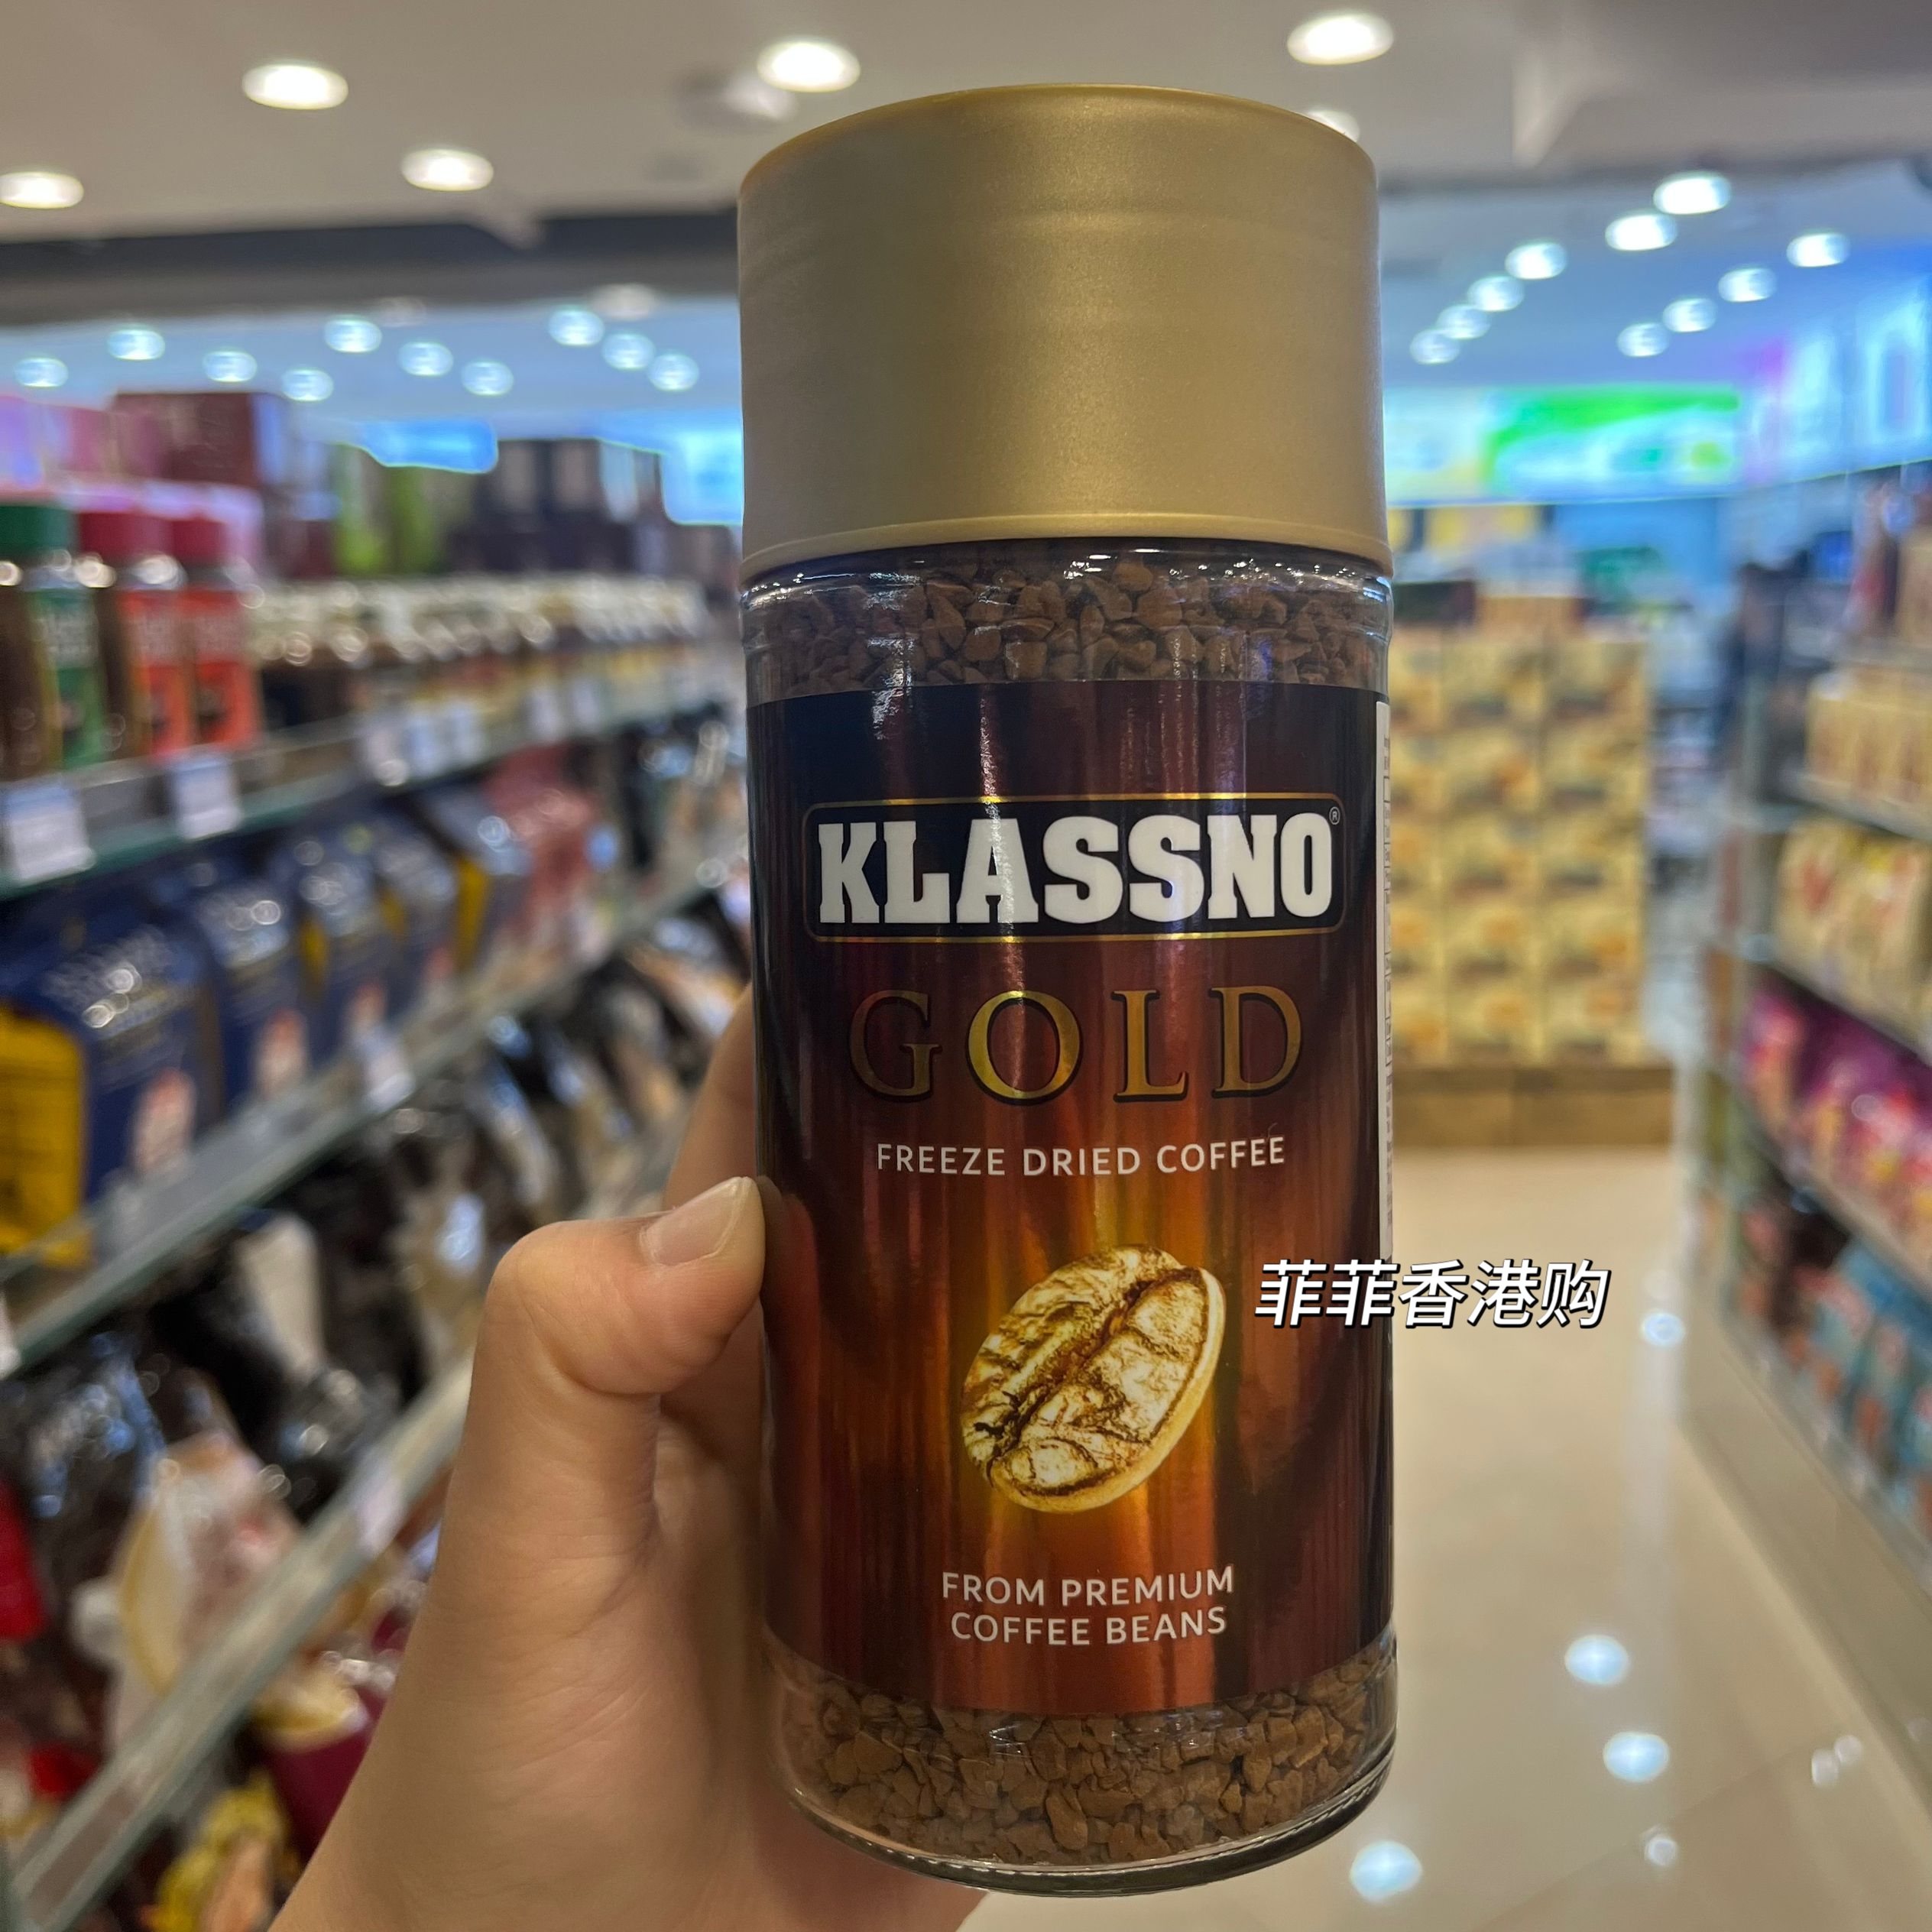 KLASSNO®
GOLD
FREEZE DRIED COFFEE
菲菲香港购
FROM PREMIUM
COFFEE BEANS